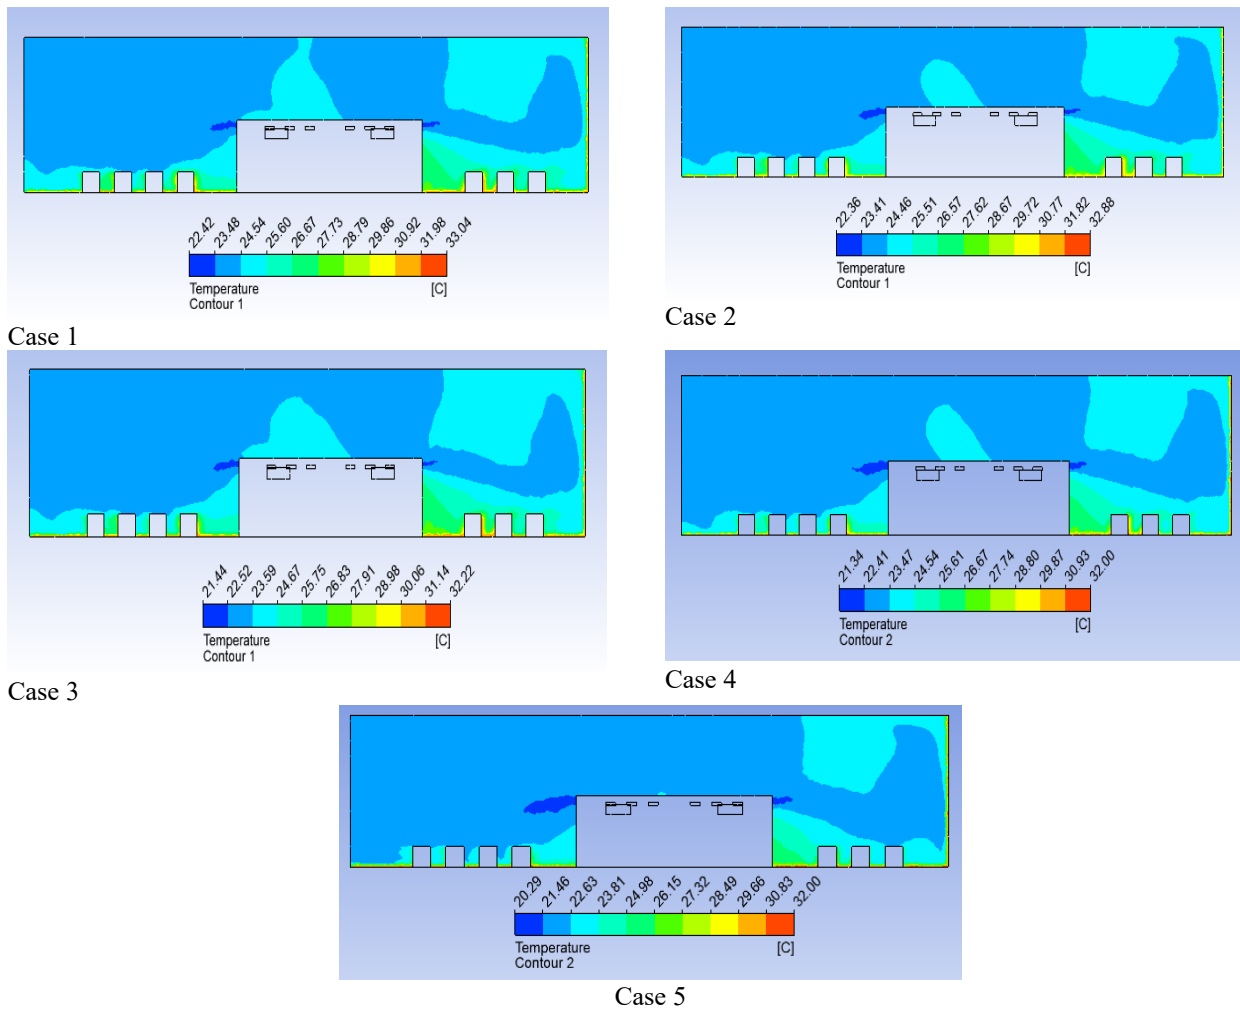 22.42 23.48 24.54 25.60 26.67 27.73 28.79 29.86 30.92 31.98 33.04
Temperature [C]
Contour 1
Case 1
22.36 23.41 24.46 25.51 26.57 27.62 28.67 29.72 30.77 31.82 32.88
Temperature [C]
Contour 1
Case 2
21.44 22.52 23.59 24.67 25.75 26.83 27.91 28.98 30.06 31.14 32.22
Temperature [C]
Contour 1
Case 3
21.34 22.41 23.47 24.54 25.61 26.67 27.74 28.80 29.87 30.93 32.00
Temperature [C]
Contour 2
Case 4
20.29 21.46 22.63 23.81 24.98 26.15 27.32 28.49 29.66 30.83 32.00
Temperature [C]
Contour 2
Case 5